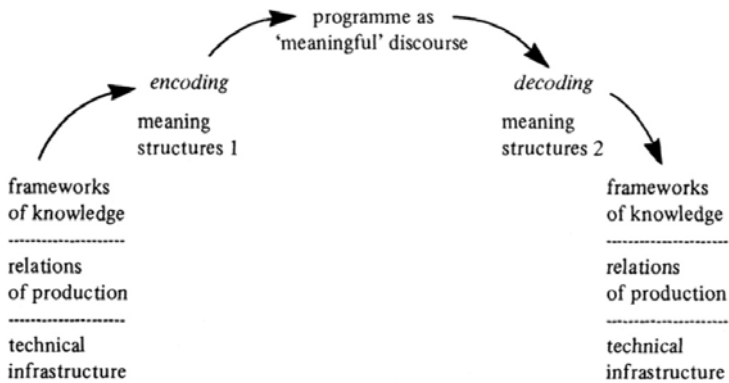 programme as
‘meaningful’ discourse
encoding
meaning
structures 1
decoding
meaning
structures 2
frameworks
of knowledge
relations
of production
technical
infrastructure
frameworks
of knowledge
relations
of production
technical
infrastructure